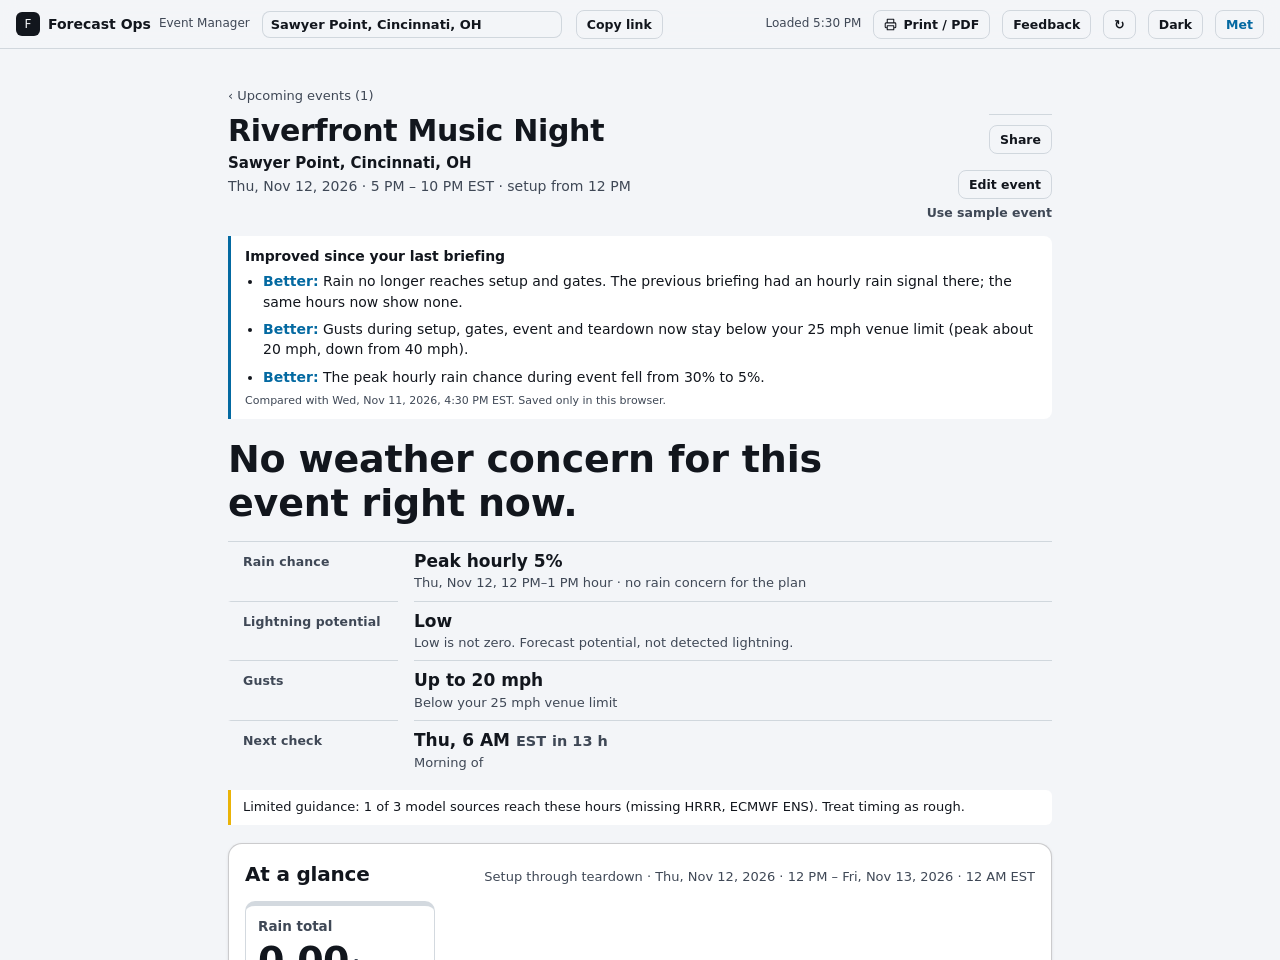 F Forecast Ops Event Manager Sawyer Point, Cincinnati, OH Copy link Loaded 5:30 PM Print / PDF Feedback ↻ Dark Met
‹ Upcoming events (1)
Riverfront Music Night
Share
Sawyer Point, Cincinnati, OH
Thu, Nov 12, 2026 · 5 PM – 10 PM EST · setup from 12 PM
Edit event
Use sample event
Improved since your last briefing
• Better: Rain no longer reaches setup and gates. The previous briefing had an hourly rain signal there; the
same hours now show none.
• Better: Gusts during setup, gates, event and teardown now stay below your 25 mph venue limit (peak about
20 mph, down from 40 mph).
• Better: The peak hourly rain chance during event fell from 30% to 5%.
Compared with Wed, Nov 11, 2026, 4:30 PM EST. Saved only in this browser.
No weather concern for this
event right now.
Rain chance Peak hourly 5%
Thu, Nov 12, 12 PM–1 PM hour · no rain concern for the plan
Lightning potential Low
Low is not zero. Forecast potential, not detected lightning.
Gusts Up to 20 mph
Below your 25 mph venue limit
Next check Thu, 6 AM EST in 13 h
Morning of
Limited guidance: 1 of 3 model sources reach these hours (missing HRRR, ECMWF ENS). Treat timing as rough.
At a glance Setup through teardown · Thu, Nov 12, 2026 · 12 PM – Fri, Nov 13, 2026 · 12 AM EST
Rain total
0.00